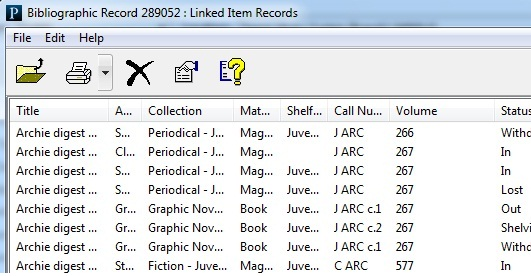 P Bibliographic Record 289052 : Linked Item Records
File Edit Help
Title A... Collection Mat... Shelf... Call Nu... Volume Status
Archie digest ... S... Periodical - J... Mag... Juve... J ARC 266 Withd
Archie digest ... Cl... Periodical - J... Mag... J ARC 267 In
Archie digest ... S... Periodical - J... Mag... Juve... J ARC 267 In
Archie digest ... S... Periodical - J... Mag... Juve... J ARC 267 Lost
Archie digest ... Gr... Graphic Nov... Book Juve... J ARC c.1 267 Out
Archie digest ... Gr... Graphic Nov... Book Juve... J ARC c.2 267 Shelvi
Archie digest ... Gr... Graphic Nov... Book Juve... J ARC c.1 267 Withd
Archie digest ... St... Fiction - Juve... Mag... Juve... C ARC 577 In